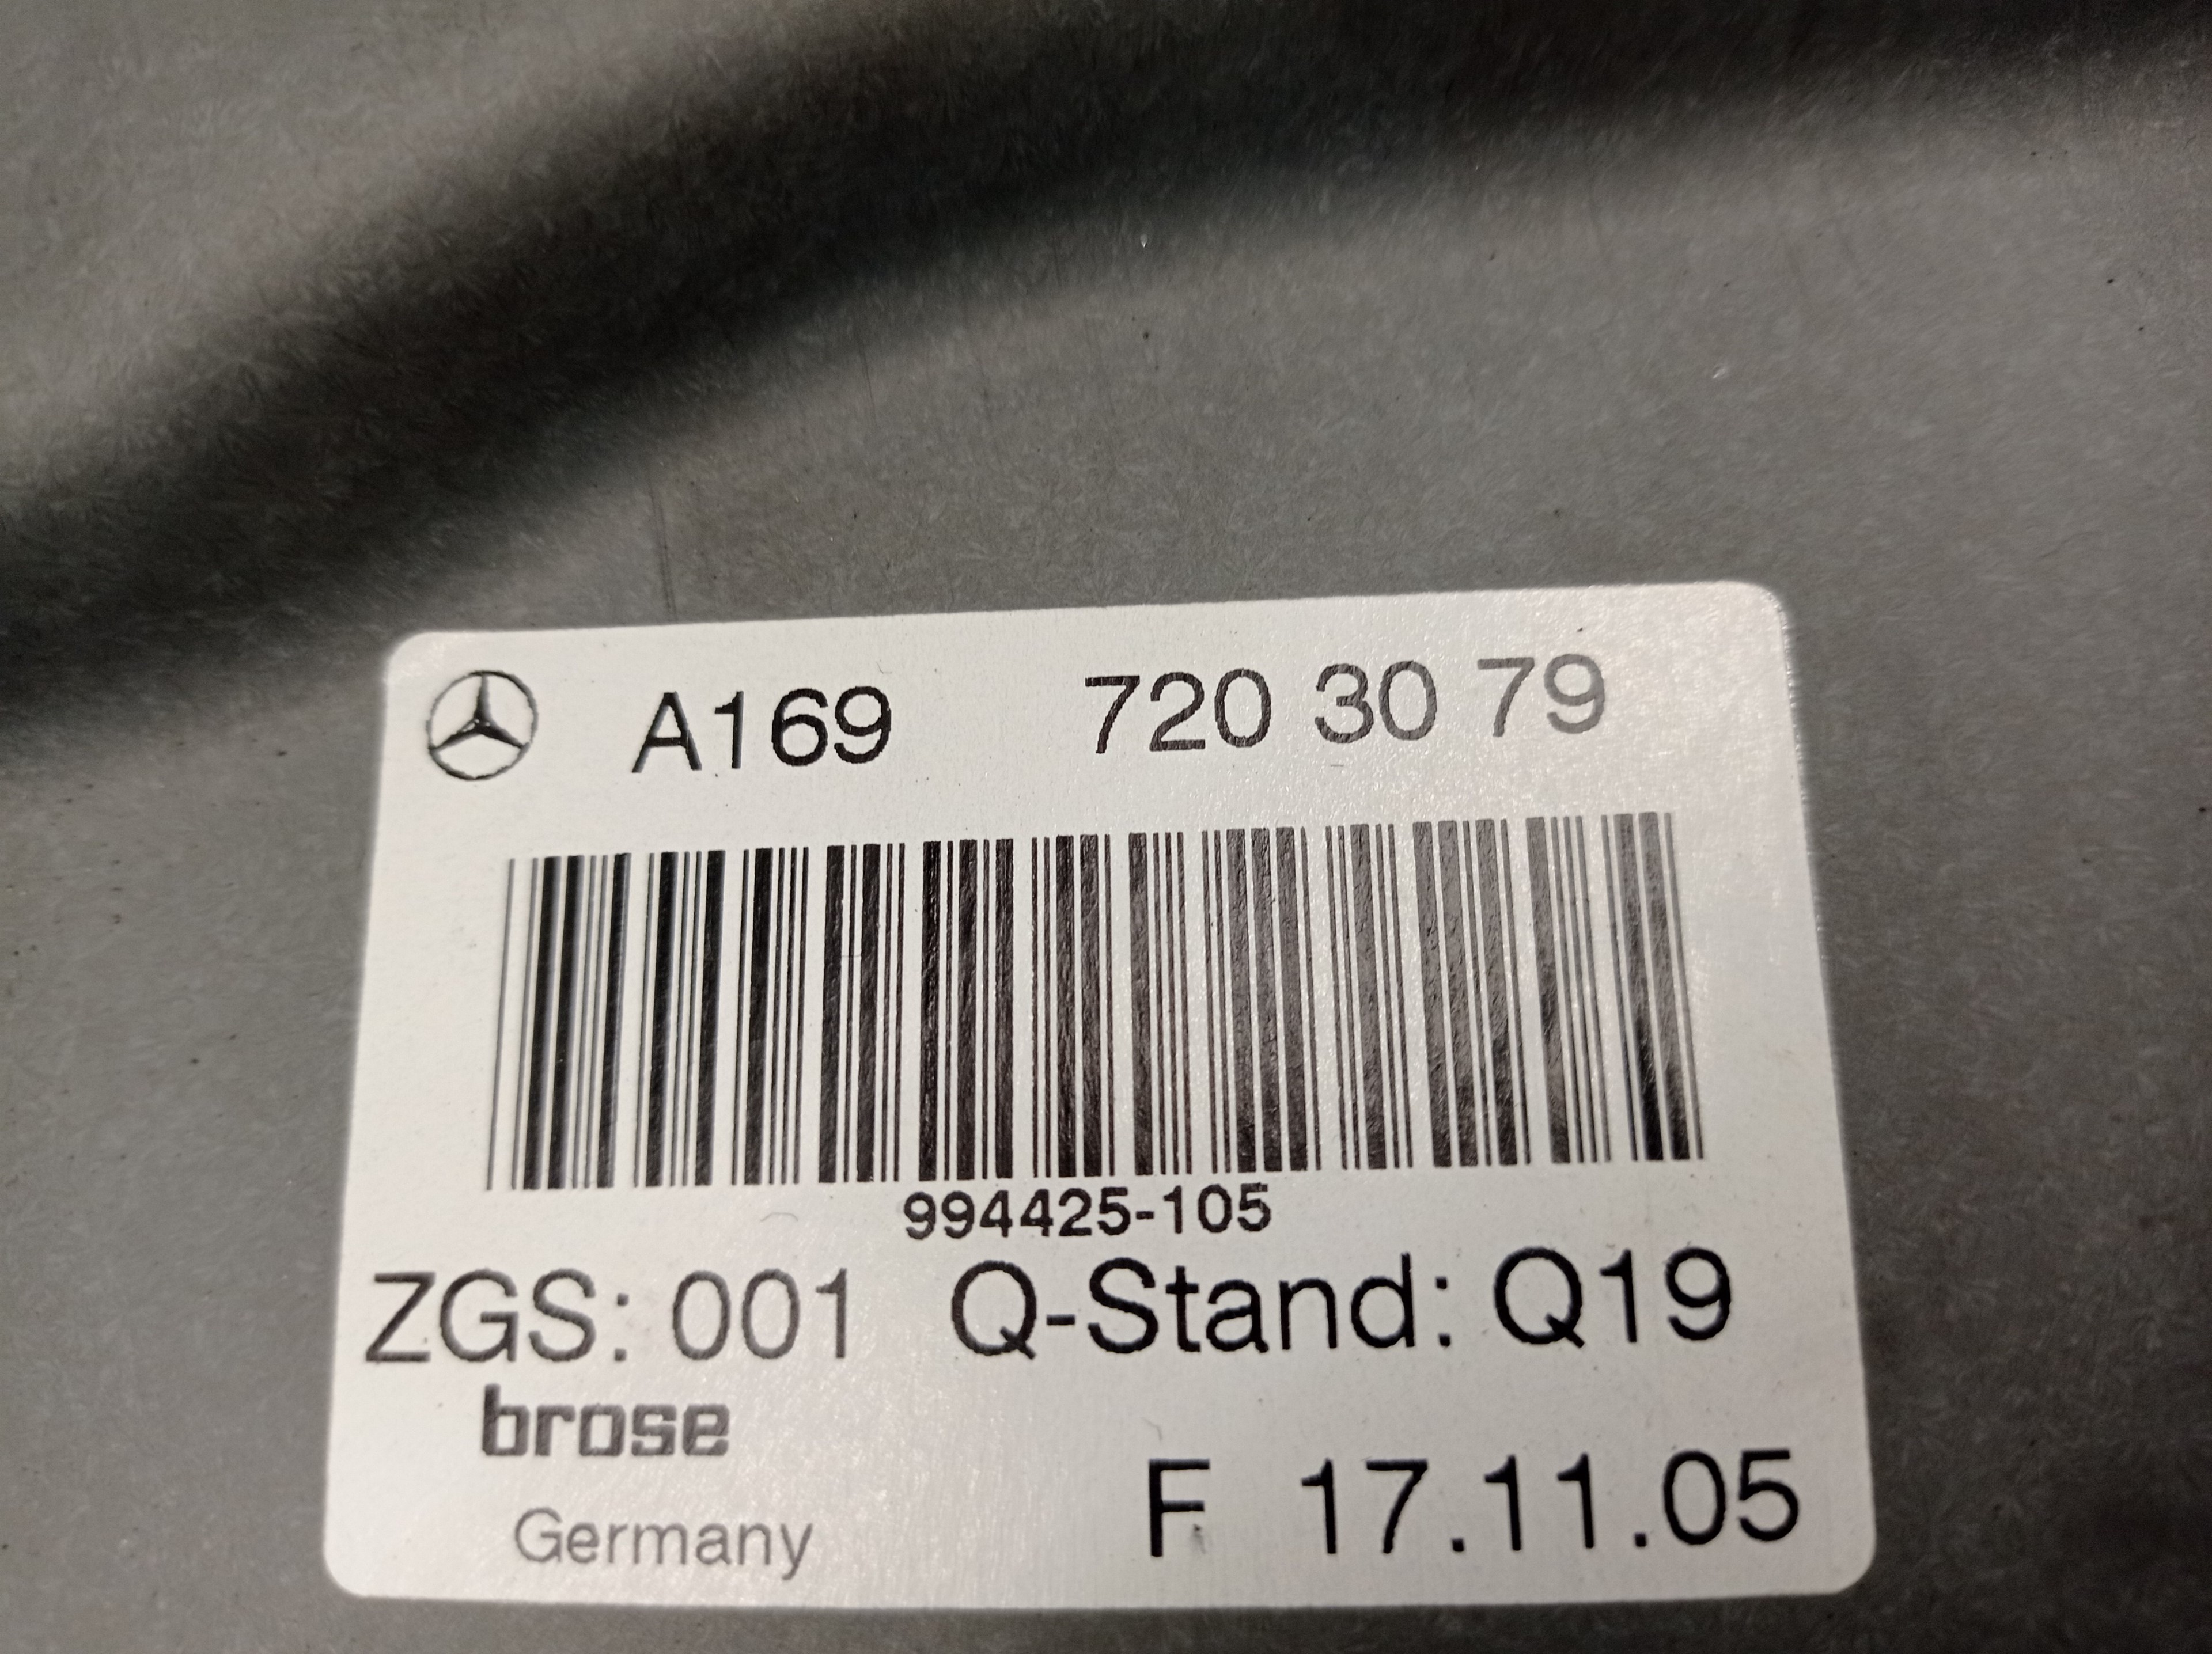 A169 720 30 79
994425-105
ZGS: 001 Q-Stand: Q19
brose
Germany
F 17.11.05